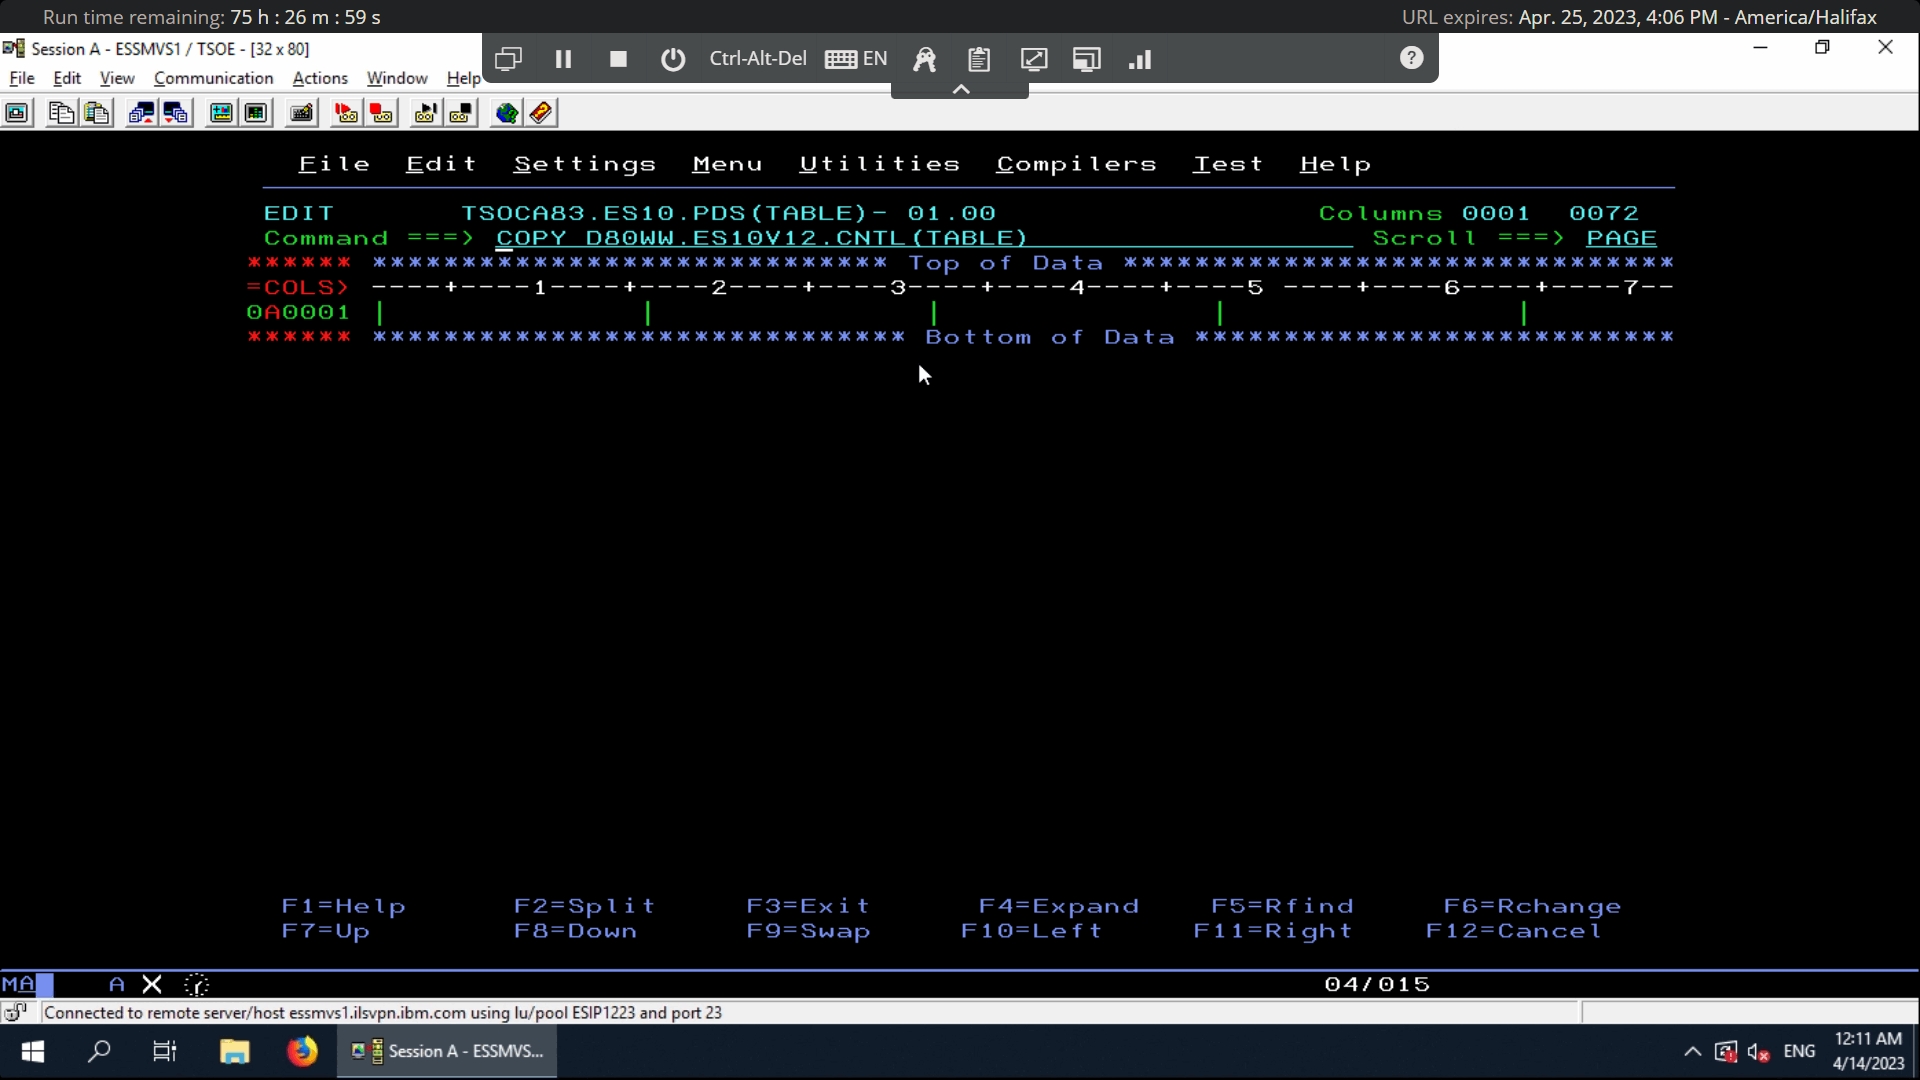 Run time remaining: 75 h : 26 m : 59 s
URL expires: Apr. 25, 2023, 4:06 PM - America/Halifax
Session A - ESSMVS1 / TSOE - [32 x 80]
Ctrl-Alt-Del EN
File Edit View Communication Actions Window Help
File Edit Settings Menu Utilities Compilers Test Help
EDIT TSOCA83.ES10.PDS(TABLE)- 01.00 Columns 0001 0072
Command ===> COPY D80WW.ES10V12.CNTL(TABLE) Scroll ===> PAGE
****** ***************************** Top of Data *******************************
=COLS> ----+----1----+----2----+----3----+----4----+----5 ----+----6----+----7--
0A0001 | | | | |
****** ****************************** Bottom of Data ***************************
F1=Help F2=Split F3=Exit F4=Expand F5=Rfind F6=Rchange
F7=Up F8=Down F9=Swap F10=Left F11=Right F12=Cancel
MA A X 04/015
Connected to remote server/host essmvs1.ilsvpn.ibm.com using lu/pool ESIP1223 and port 23
Session A - ESSMVS...
ENG
12:11 AM
4/14/2023